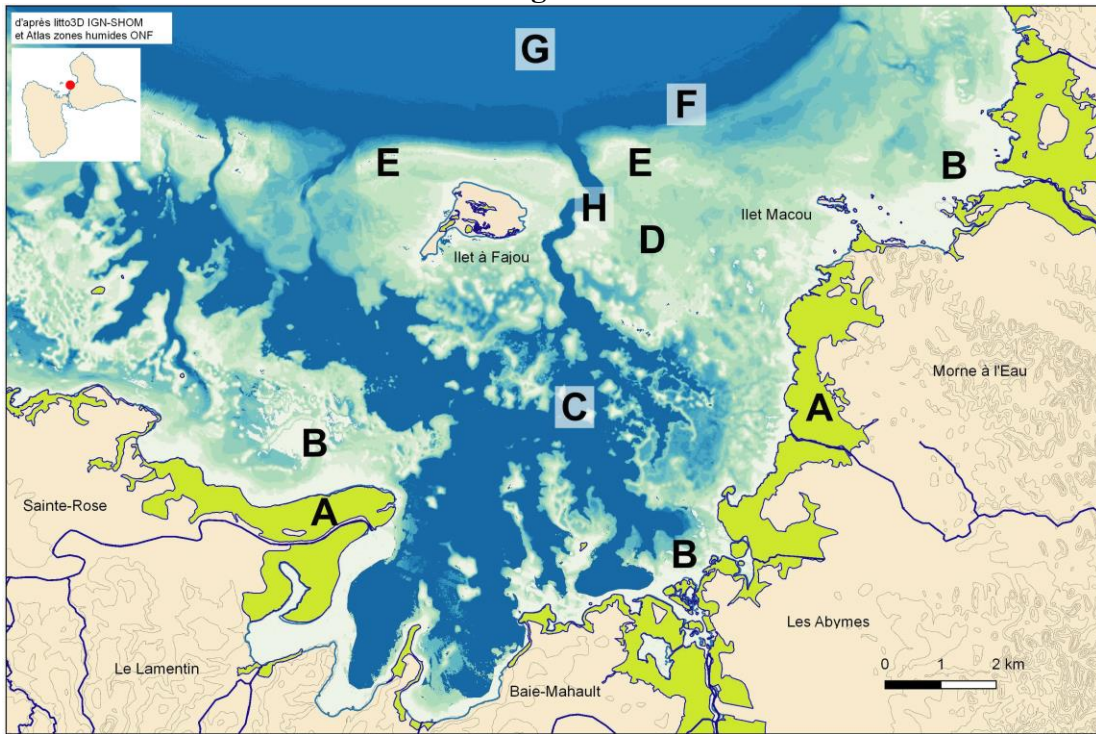 d'après litto3D IGN-SHOM
et Atlas zones humides ONF
G
F
E
E
B
H
Ilet Macou
D
Ilet à Fajou
Morne à l'Eau
C
A
B
Sainte-Rose
A
B
Les Abymes
0 1 2 km
Le Lamentin
Baie-Mahault